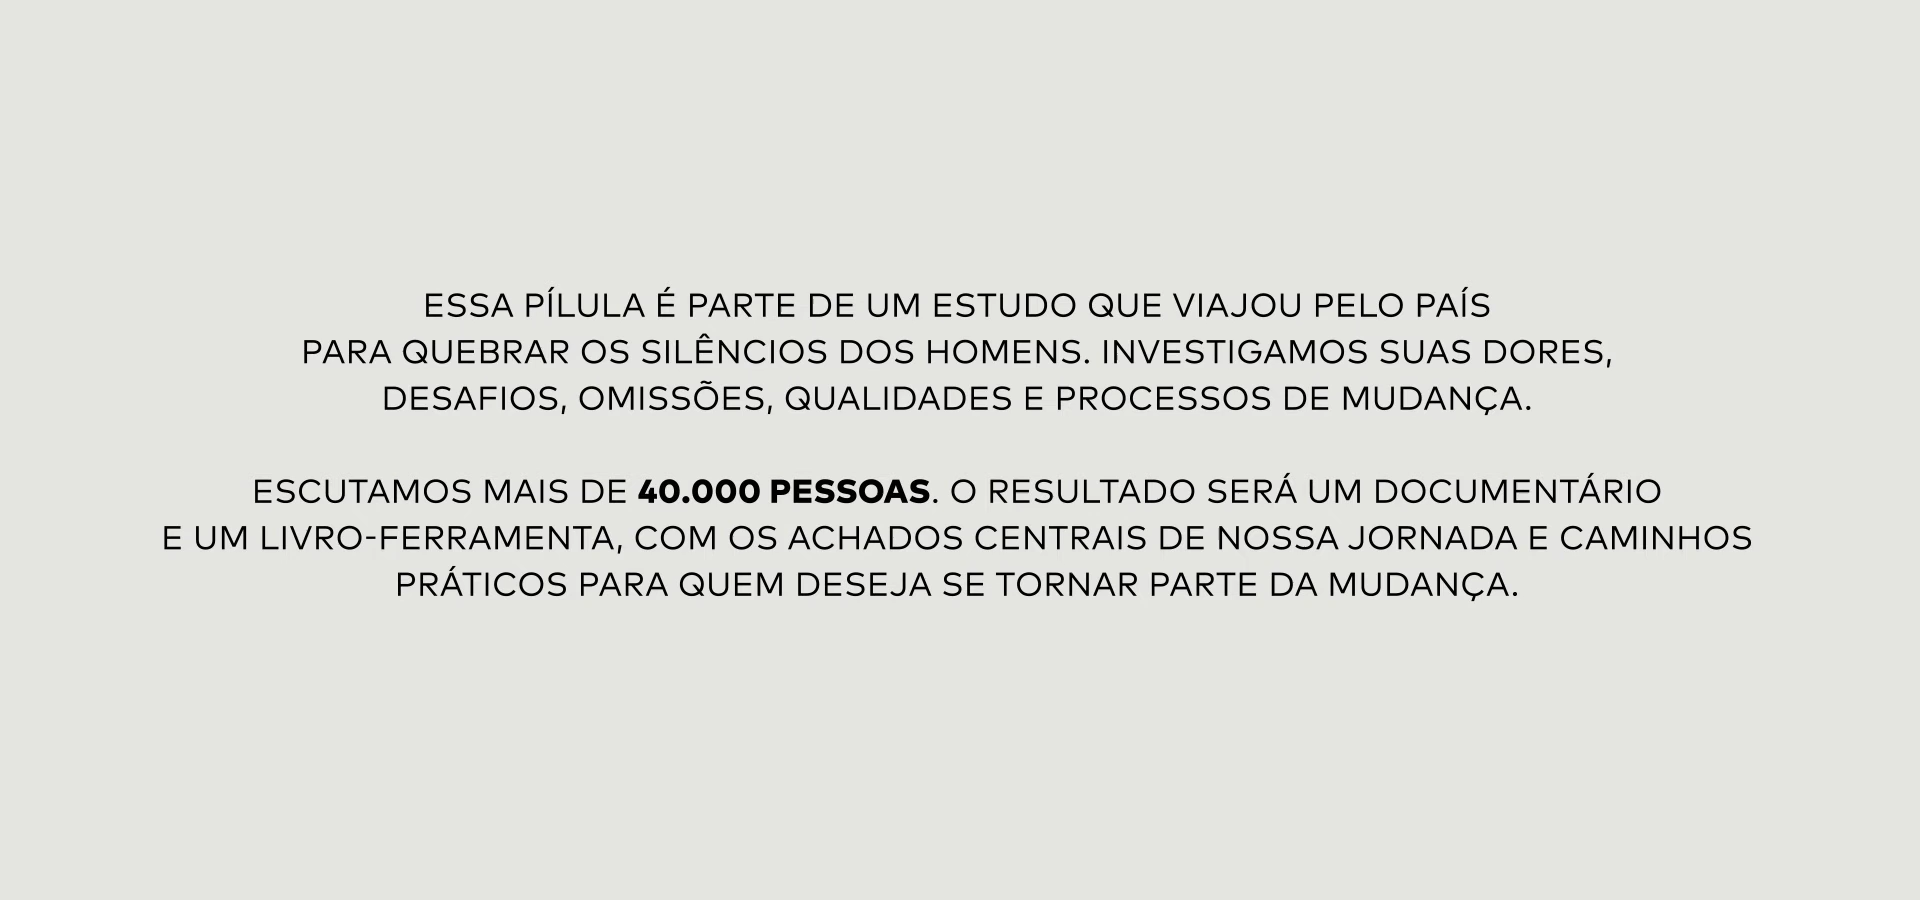 ESSA PÍLULA É PARTE DE UM ESTUDO QUE VIAJOU PELO PAÍS
PARA QUEBRAR OS SILÊNCIOS DOS HOMENS. INVESTIGAMOS SUAS DORES,
DESAFIOS, OMISSÕES, QUALIDADES E PROCESSOS DE MUDANÇA.
ESCUTAMOS MAIS DE 40.000 PESSOAS. O RESULTADO SERÁ UM DOCUMENTÁRIO
E UM LIVRO-FERRAMENTA, COM OS ACHADOS CENTRAIS DE NOSSA JORNADA E CAMINHOS
PRÁTICOS PARA QUEM DESEJA SE TORNAR PARTE DA MUDANÇA.